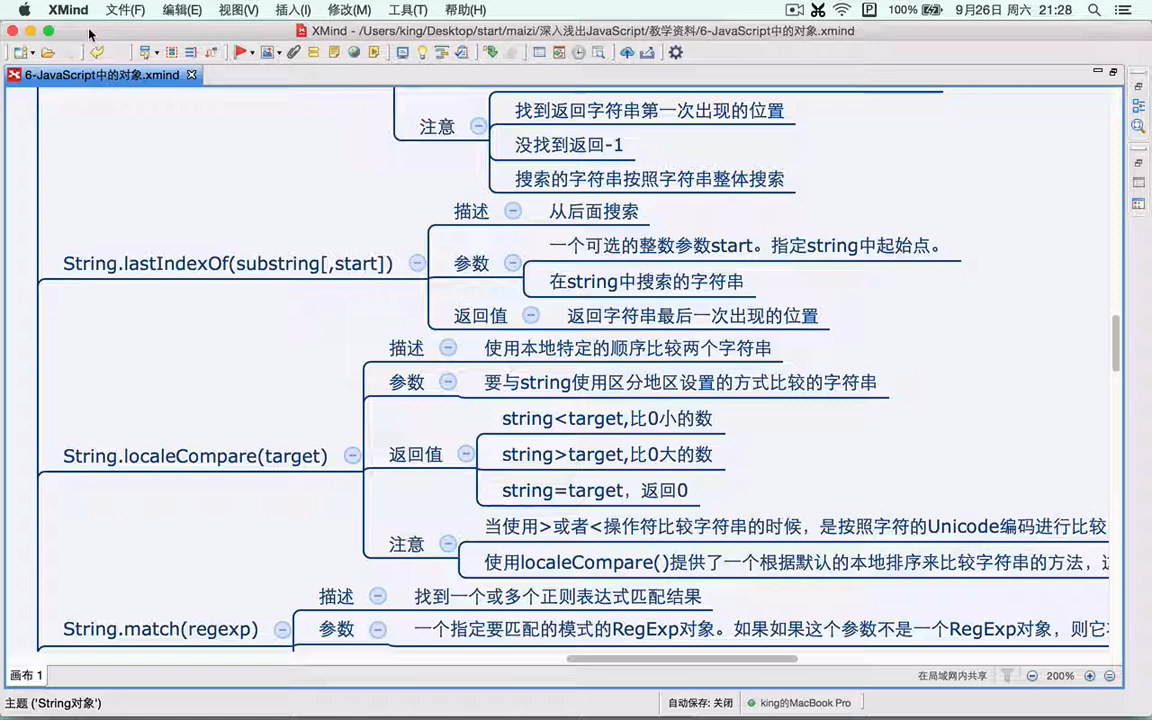 XMind 文件(F) 编辑(E) 视图(V) 插入(I) 修改(M) 工具(T) 帮助(H) 100% 9月26日 周六 21:28
XMind - /Users/king/Desktop/start/maizi/深入浅出JavaScript/教学资料/6-JavaScript中的对象.xmind
6-JavaScript中的对象.xmind
找到返回字符串第一次出现的位置
注意
没找到返回-1
搜索的字符串按照字符串整体搜索
描述 从后面搜索
一个可选的整数参数start。指定string中起始点。
String.lastIndexOf(substring[,start]) 参数
在string中搜索的字符串
返回值 返回字符串最后一次出现的位置
描述 使用本地特定的顺序比较两个字符串
参数 要与string使用区分地区设置的方式比较的字符串
string<target,比0小的数
String.localeCompare(target) 返回值 string>target,比0大的数
string=target，返回0
当使用>或者<操作符比较字符串的时候，是按照字符的Unicode编码进行比较
注意
使用localeCompare()提供了一个根据默认的本地排序来比较字符串的方法，
描述 找到一个或多个正则表达式匹配结果
String.match(regexp) 参数 一个指定要匹配的模式的RegExp对象。如果如果这个参数不是一个RegExp对象，则它
画布 1
在局域网内共享 200%
主题 ('String对象')
自动保存: 关闭 king的MacBook Pro